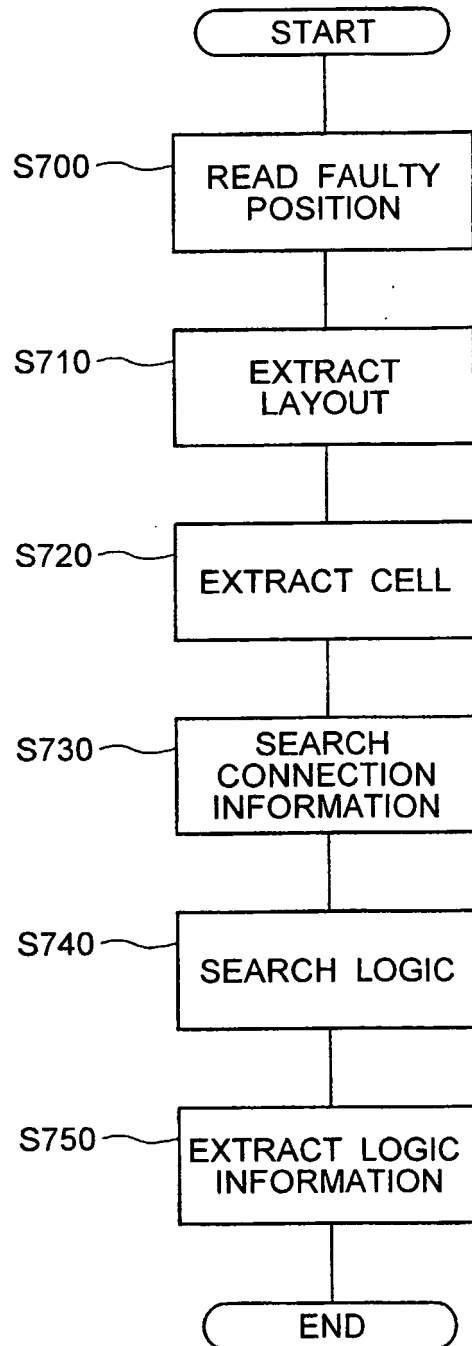 START
S700
READ FAULTY
POSITION
S710
EXTRACT
LAYOUT
S720
EXTRACT CELL
S730
SEARCH
CONNECTION
INFORMATION
S740
SEARCH LOGIC
S750
EXTRACT LOGIC
INFORMATION
END